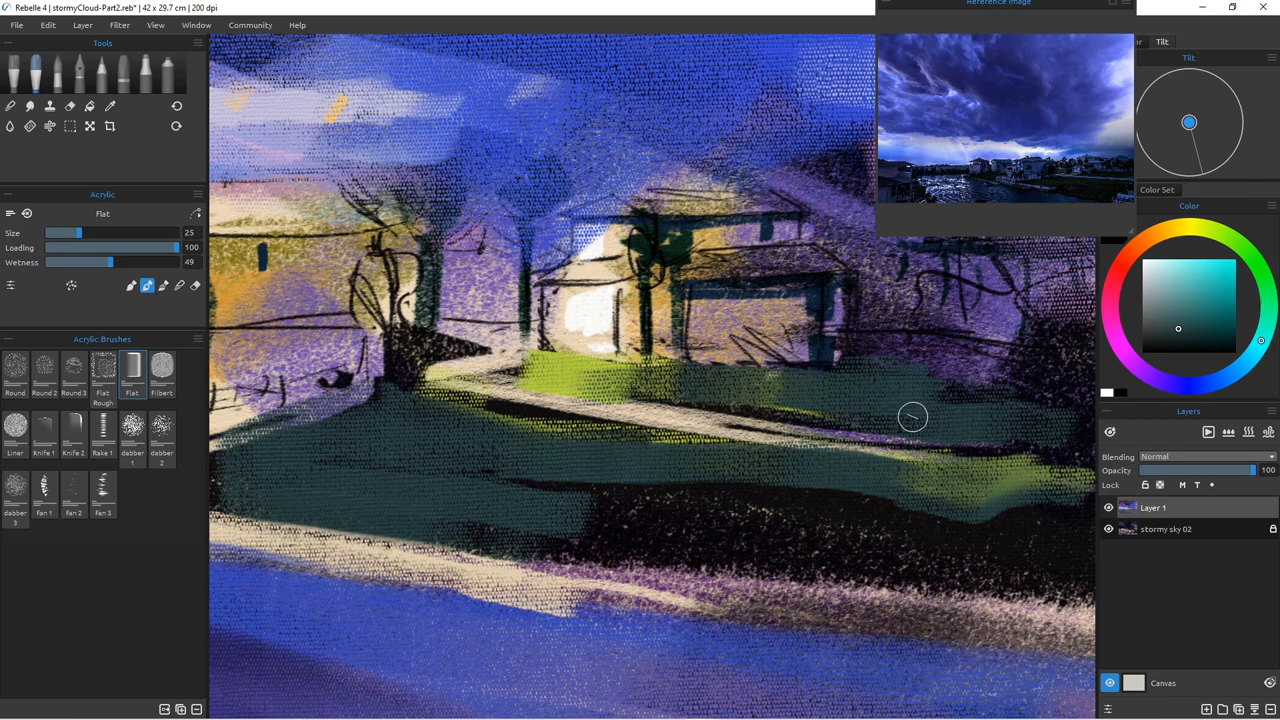 Rebelle 4 | stormyCloud-Part2.reb* | 42 x 29.7 cm | 200 dpi
File Edit Layer Filter View Window Community Help
Reference Image
Tools
Tilt
Tilt
Acrylic
Flat
Size 25
Loading 100
Wetness 49
Color Set
Color
Acrylic Brushes
Round Round 2 Round 3 Flat Rough Flat Filbert
Liner Knife 1 Knife 2 Rake 1 dabber 1 dabber 2
dabber 3 Fan 1 Fan 2 Fan 3
Layers
Blending Normal
Opacity 100
Lock M T
Layer 1
stormy sky 02
Canvas